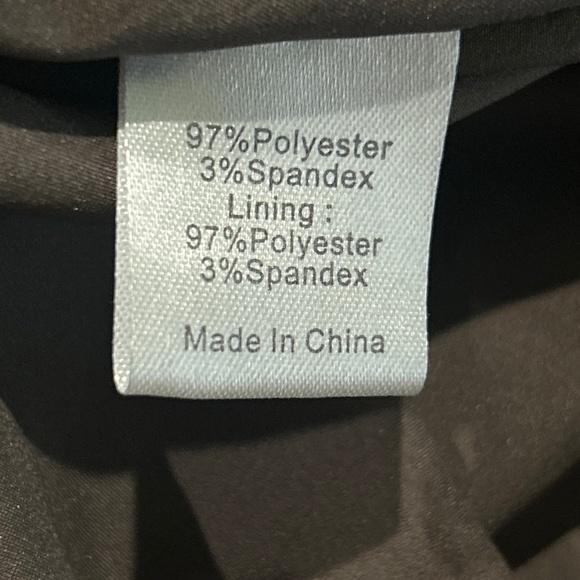 97%Polyester
3%Spandex
Lining :
97%Polyester
3%Spandex
Made In China